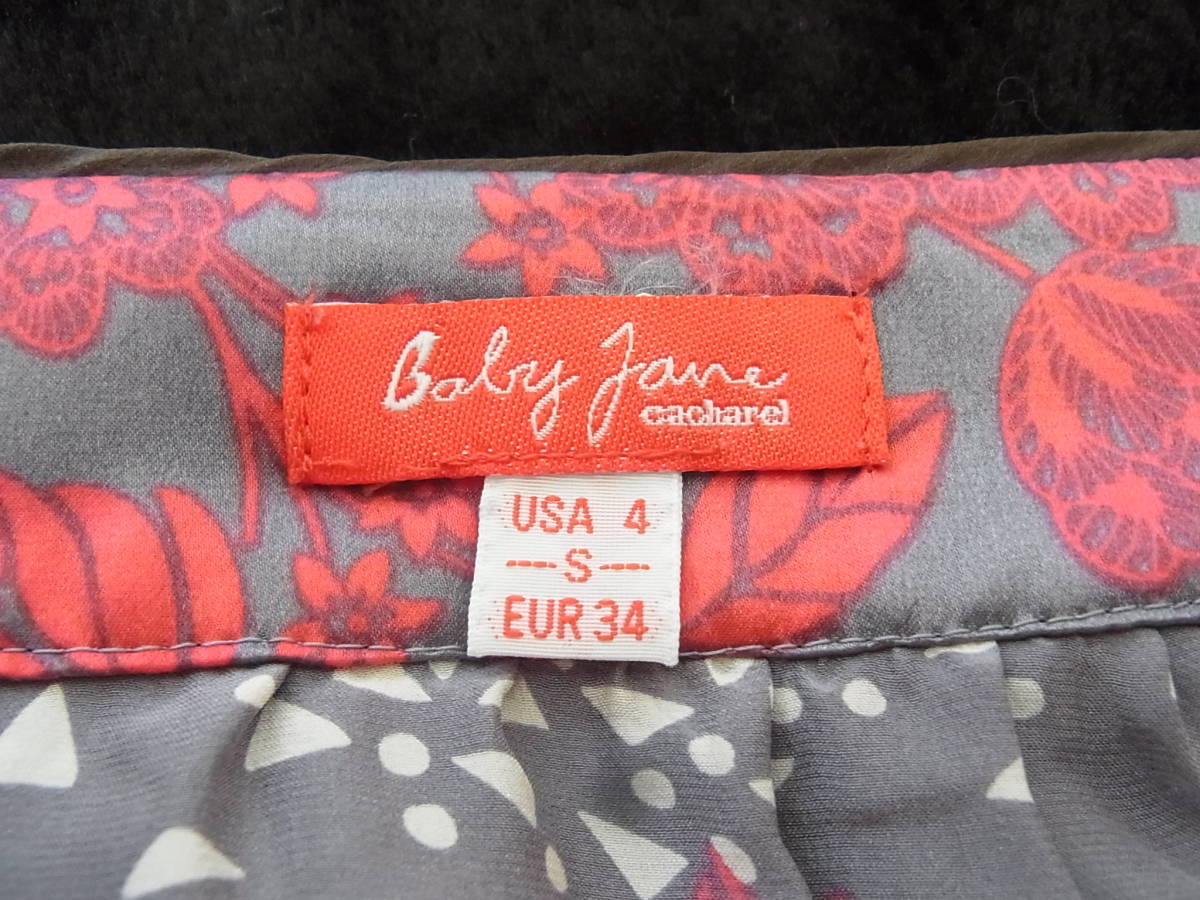 Baby Jane
cacharel
USA 4
S
EUR 34